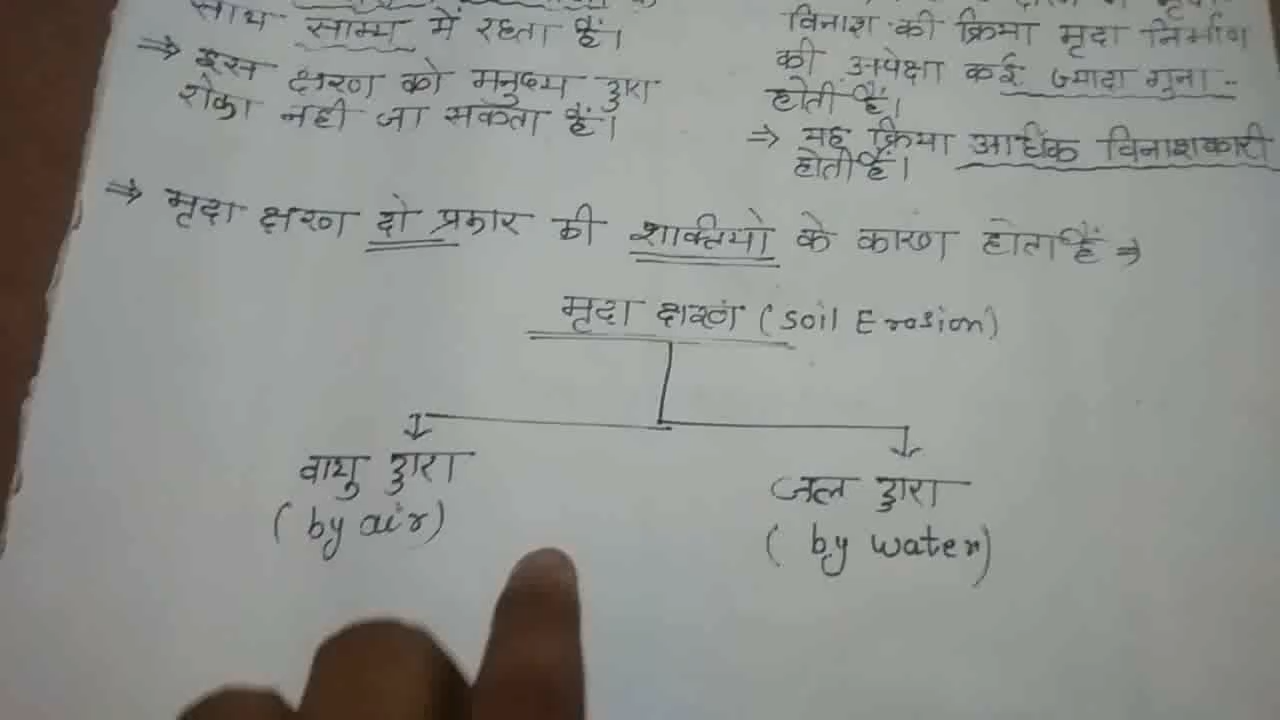 साथ साम्य में रहता हैं।
⇒ इस क्षरण को मनुष्य द्वारा
रोका नही जा सकता हैं।
विनाश की क्रिया मृदा निर्माण
की अपेक्षा कई ज्यादा गुना
होती हैं।
⇒ यह क्रिया अधिक विनाशकारी
होती हैं।
⇒ मृदा क्षरण दो प्रकार की शक्तियो के कारण होता हैं ⇒
मृदा क्षरण (Soil Erosion)
वायु द्वारा
(by air)
जल द्वारा
(by water)